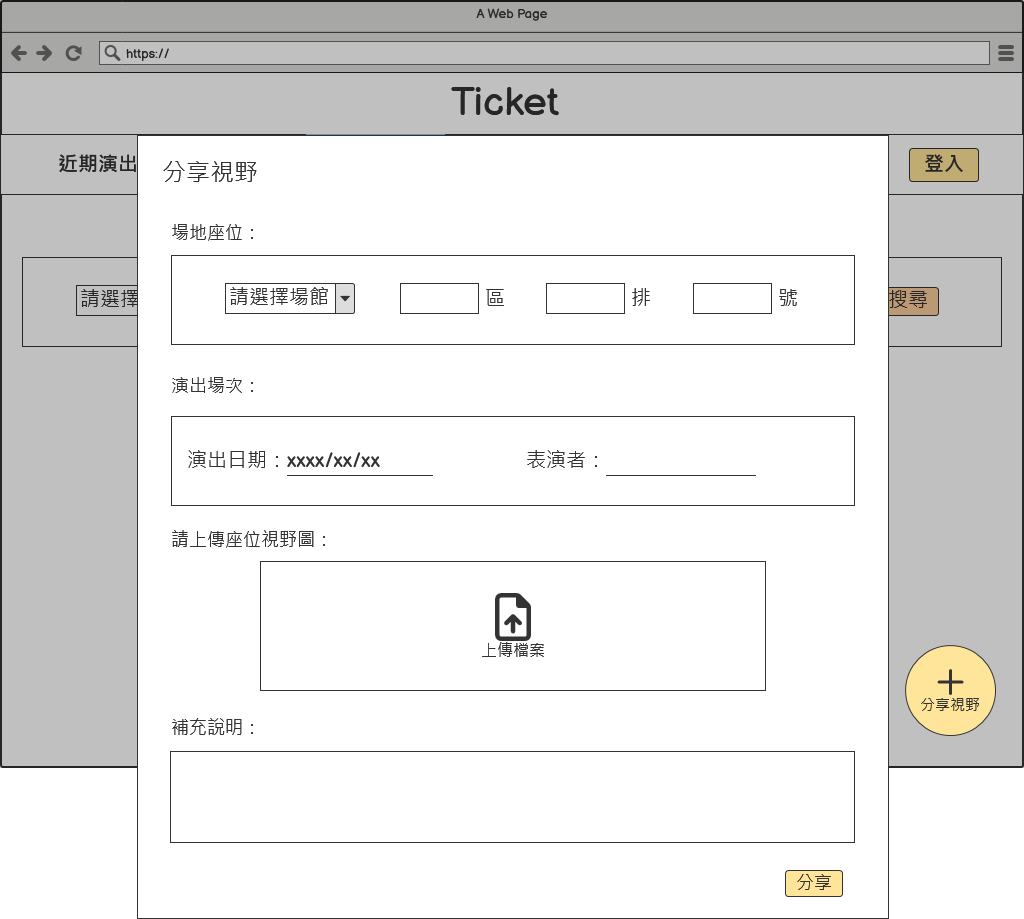 A Web Page
https://
Ticket
近期演出
登入
請選擇
搜尋
分享視野
場地座位：
請選擇場館 區 排 號
演出場次：
演出日期：xxxx/xx/xx 表演者：
請上傳座位視野圖：
上傳檔案
分享視野
補充說明：
分享